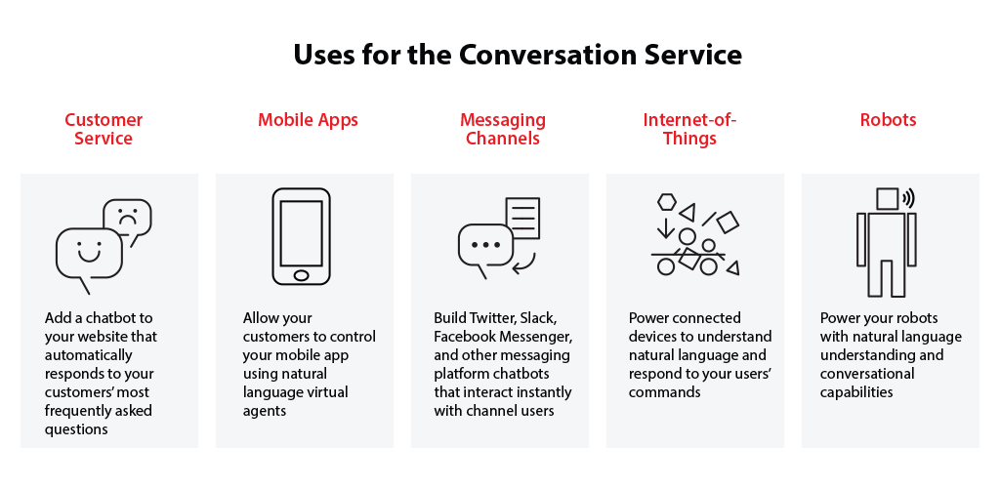 Uses for the Conversation Service
Customer
Service
Add a chatbot to
your website that
automatically
responds to your
customers’ most
frequently asked
questions
Mobile Apps
Allow your
customers to control
your mobile app
using natural
language virtual
agents
Messaging
Channels
Build Twitter, Slack,
Facebook Messenger,
and other messaging
platform chatbots
that interact instantly
with channel users
Internet-of-
Things
Power connected
devices to understand
natural language and
respond to your users’
commands
Robots
Power your robots
with natural language
understanding and
conversational
capabilities